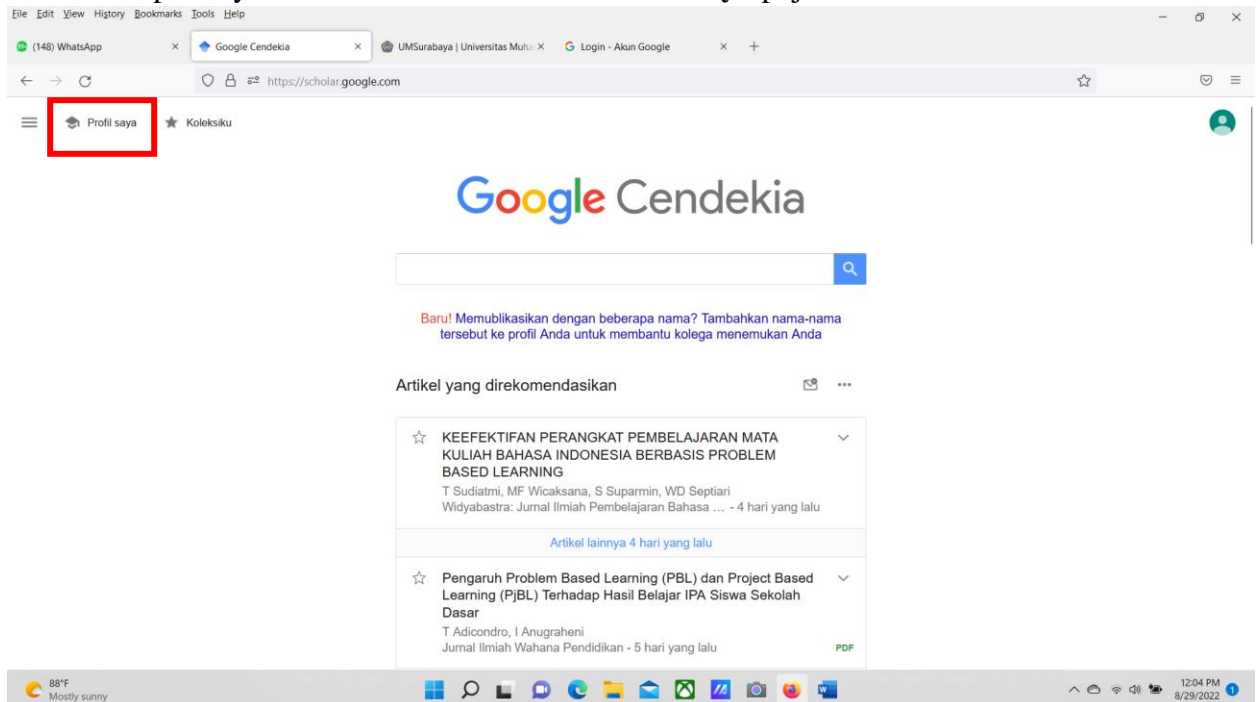 File Edit View History Bookmarks Tools Help
(148) WhatsApp Google Cendekia UMSurabaya | Universitas Muha Login - Akun Google
https://scholar.google.com
Profil saya Koleksiku
Google Cendekia
Baru! Memublikasikan dengan beberapa nama? Tambahkan nama-nama
tersebut ke profil Anda untuk membantu kolega menemukan Anda
Artikel yang direkomendasikan
KEEFEKTIFAN PERANGKAT PEMBELAJARAN MATA
KULIAH BAHASA INDONESIA BERBASIS PROBLEM
BASED LEARNING
T Sudiatmi, MF Wicaksana, S Suparmin, WD Septiari
Widyabastra: Jurnal Ilmiah Pembelajaran Bahasa … - 4 hari yang lalu
Artikel lainnya 4 hari yang lalu
Pengaruh Problem Based Learning (PBL) dan Project Based
Learning (PjBL) Terhadap Hasil Belajar IPA Siswa Sekolah
Dasar
T Adicondro, I Anugraheni
Jurnal Ilmiah Wahana Pendidikan - 5 hari yang lalu PDF
88°F
Mostly sunny
12:04 PM
8/29/2022 1